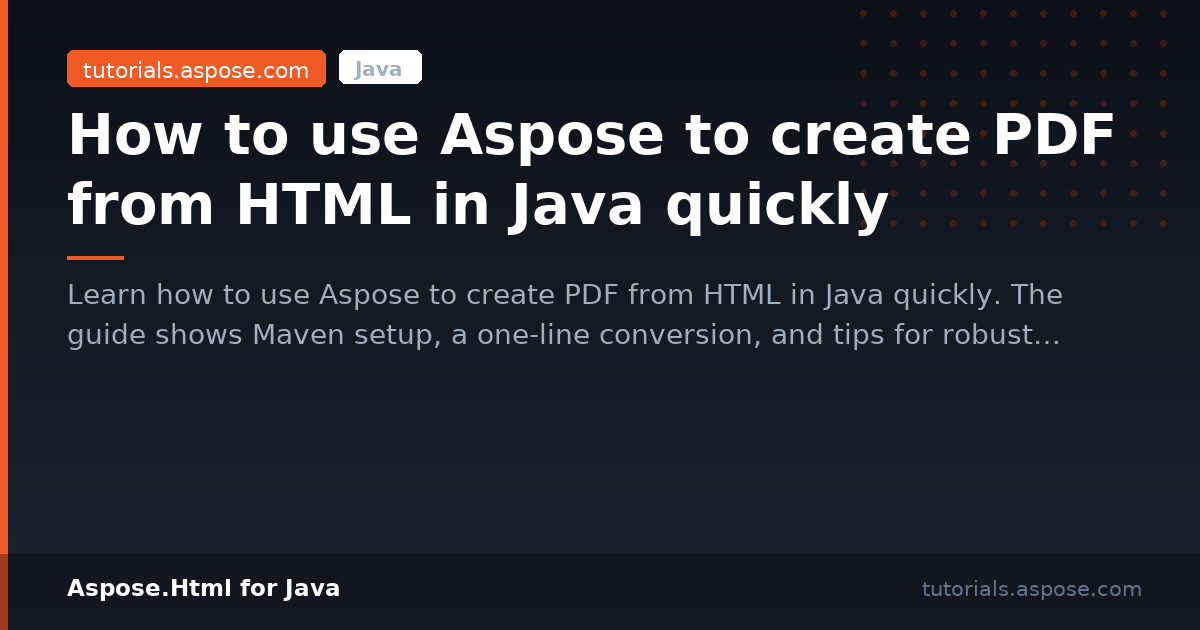 tutorials.aspose.com
Java
How to use Aspose to create PDF
from HTML in Java quickly
Learn how to use Aspose to create PDF from HTML in Java quickly. The
guide shows Maven setup, a one-line conversion, and tips for robust…
Aspose.Html for Java
tutorials.aspose.com